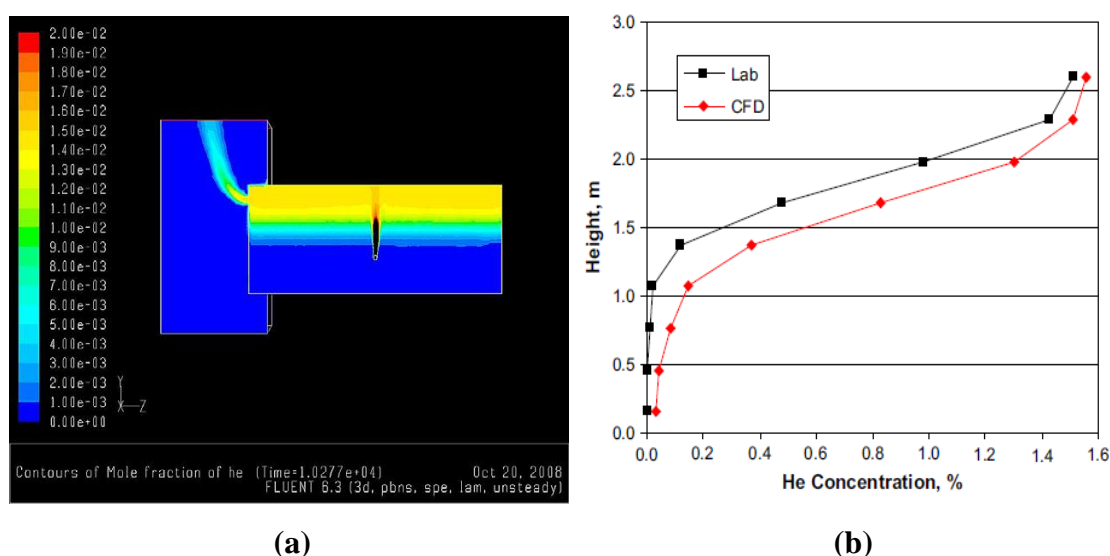 2.00e-02
1.90e-02
1.80e-02
1.70e-02
1.60e-02
1.50e-02
1.40e-02
1.30e-02
1.20e-02
1.10e-02
1.00e-02
9.00e-03
8.00e-03
7.00e-03
6.00e-03
5.00e-03
4.00e-03
3.00e-03
2.00e-03
1.00e-03
0.00e+00
Y
X Z
Contours of Mole fraction of he (Time=1.0277e+04)
Oct 20, 2008
FLUENT 6.3 (3d, pbns, spe, lam, unsteady)
(a)
3.0
2.5
2.0
1.5
1.0
0.5
0.0
Height, m
Lab
CFD
0.0 0.2 0.4 0.6 0.8 1.0 1.2 1.4 1.6
He Concentration, %
(b)